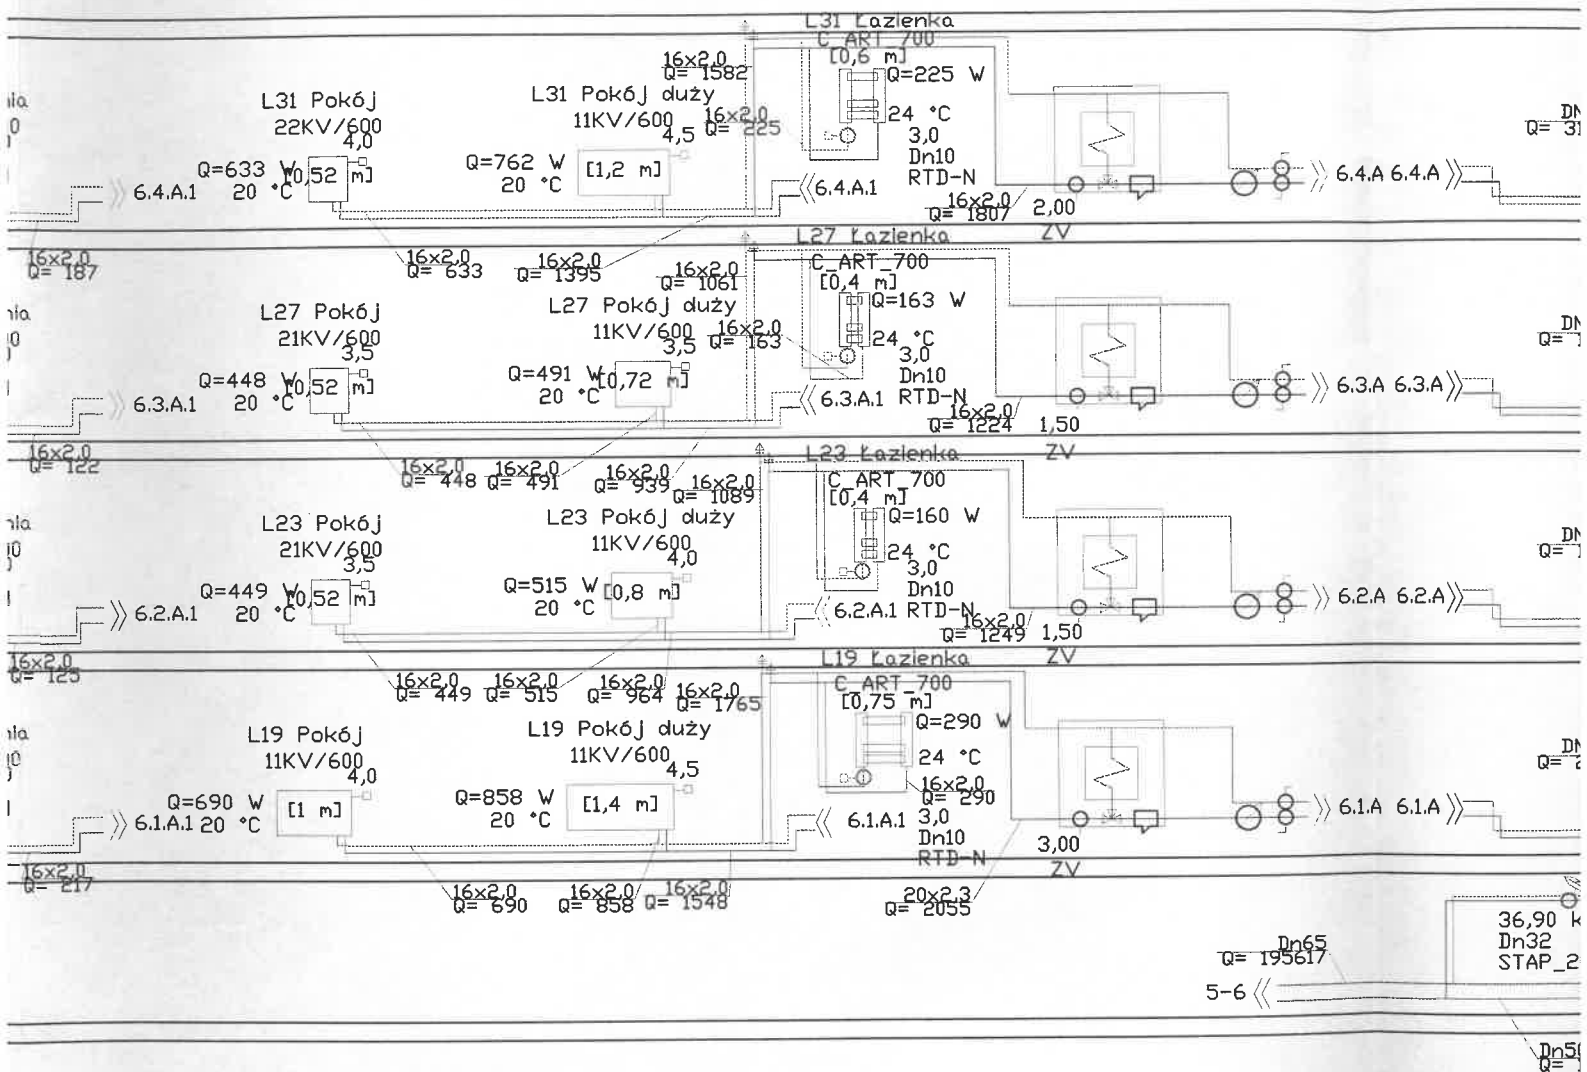 L31 Łazienka
C_ART_700
[0,6 m]
16x2,0
Q= 1582
Q=225 W
L31 Pokój
22KV/600
4,0
L31 Pokój duży
11KV/600
4,5
16x2,0
Q= 225
24 °C
3,0
Dn10
RTD-N
Q=633 W
20 °C
[0,52 m]
Q=762 W
20 °C
[1,2 m]
6.4.A.1
6.4.A.1
6.4.A 6.4.A
16x2,0
Q= 1807
2,00
ZV
16x2,0
Q= 187
16x2,0
Q= 633
16x2,0
Q= 1395
L27 Łazienka
C_ART_700
[0,4 m]
16x2,0
Q= 1061
Q=163 W
L27 Pokój
21KV/600
3,5
L27 Pokój duży
11KV/600
3,5
16x2,0
Q= 163
24 °C
3,0
Dn10
RTD-N
Q=448 W
20 °C
[0,52 m]
Q=491 W
20 °C
[0,72 m]
6.3.A.1
6.3.A.1
6.3.A 6.3.A
16x2,0
Q= 1224
1,50
ZV
16x2,0
Q= 122
16x2,0
Q= 448
16x2,0
Q= 491
16x2,0
Q= 939
L23 Łazienka
C_ART_700
[0,4 m]
16x2,0
Q= 1089
Q=160 W
L23 Pokój
21KV/600
3,5
L23 Pokój duży
11KV/600
4,0
24 °C
3,0
Dn10
RTD-N
Q=449 W
20 °C
[0,52 m]
Q=515 W
20 °C
[0,8 m]
6.2.A.1
6.2.A.1
6.2.A 6.2.A
16x2,0
Q= 1249
1,50
ZV
16x2,0
Q= 125
16x2,0
Q= 449
16x2,0
Q= 515
16x2,0
Q= 964
L19 Łazienka
C_ART_700
[0,75 m]
16x2,0
Q= 1765
Q=290 W
L19 Pokój
11KV/600
4,0
L19 Pokój duży
11KV/600
4,5
24 °C
16x2,0
Q= 290
3,0
Dn10
RTD-N
Q=690 W
20 °C
[1 m]
Q=858 W
20 °C
[1,4 m]
6.1.A.1
6.1.A.1
6.1.A 6.1.A
3,00
ZV
16x2,0
Q= 217
16x2,0
Q= 690
16x2,0
Q= 858
16x2,0
Q= 1548
20x2,3
Q= 2055
36,90
Dn32
STAP_2
Dn65
Q= 195617
5-6